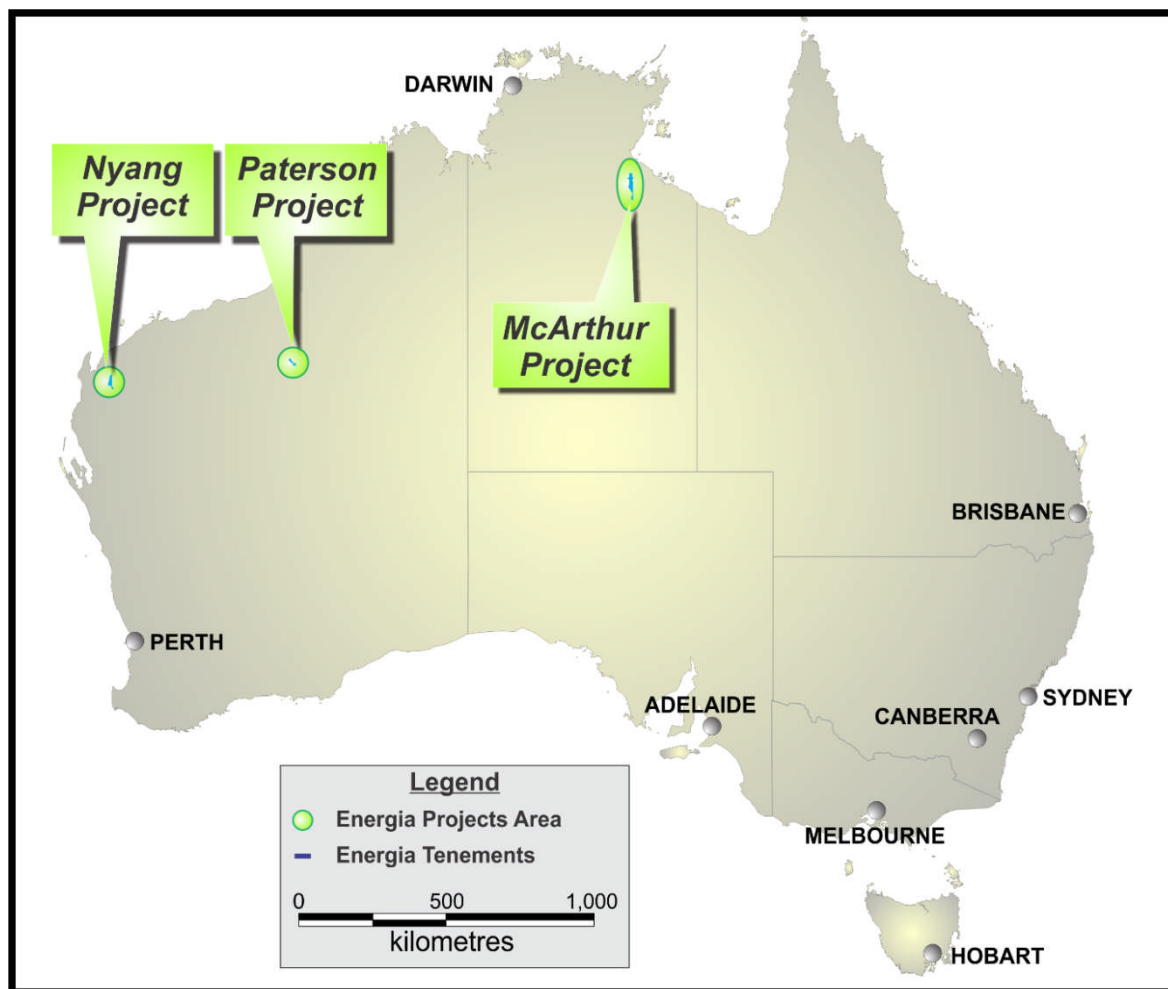 DARWIN
Nyang
Project
Paterson
Project
McArthur
Project
BRISBANE
PERTH
ADELAIDE
SYDNEY
CANBERRA
MELBOURNE
HOBART
Legend
Energia Projects Area
Energia Tenements
0 500 1,000
kilometres